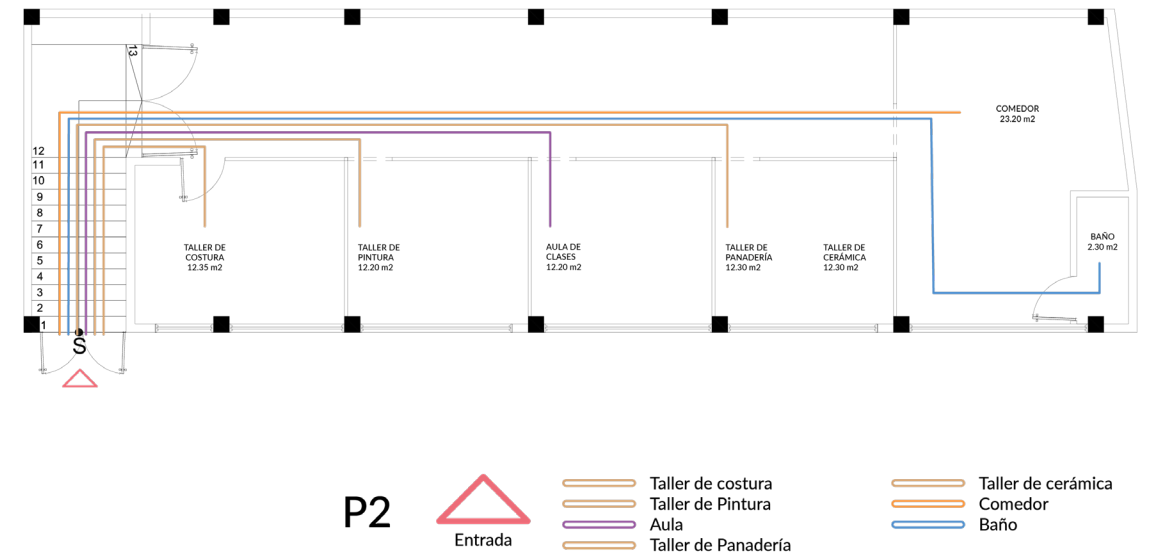 13
COMEDOR
23.20 m2
12
11
10
9
8
7
6
5
4
3
2
1
TALLER DE
COSTURA
12.35 m2
TALLER DE
PINTURA
12.20 m2
AULA DE
CLASES
12.20 m2
TALLER DE
PANADERÍA
12.30 m2
TALLER DE
CERÁMICA
12.30 m2
BAÑO
2.30 m2
S
P2
Entrada
Taller de costura
Taller de Pintura
Aula
Taller de Panadería
Taller de cerámica
Comedor
Baño